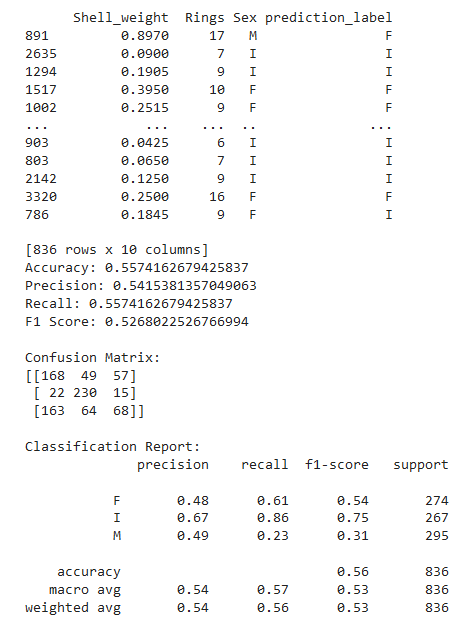 Shell_weight Rings Sex prediction_label
891 0.8970 17 M F
2635 0.0900 7 I I
1294 0.1905 9 I I
1517 0.3950 10 F F
1002 0.2515 9 F F
... ... ... .. ...
903 0.0425 6 I I
803 0.0650 7 I I
2142 0.1250 9 I I
3320 0.2500 16 F F
786 0.1845 9 F I
[836 rows x 10 columns]
Accuracy: 0.5574162679425837
Precision: 0.5415381357049063
Recall: 0.5574162679425837
F1 Score: 0.5268022526766994
Confusion Matrix:
[[168 49 57]
[ 22 230 15]
[163 64 68]]
Classification Report:
precision recall f1-score support
F 0.48 0.61 0.54 274
I 0.67 0.86 0.75 267
M 0.49 0.23 0.31 295
accuracy 0.56 836
macro avg 0.54 0.57 0.53 836
weighted avg 0.54 0.56 0.53 836